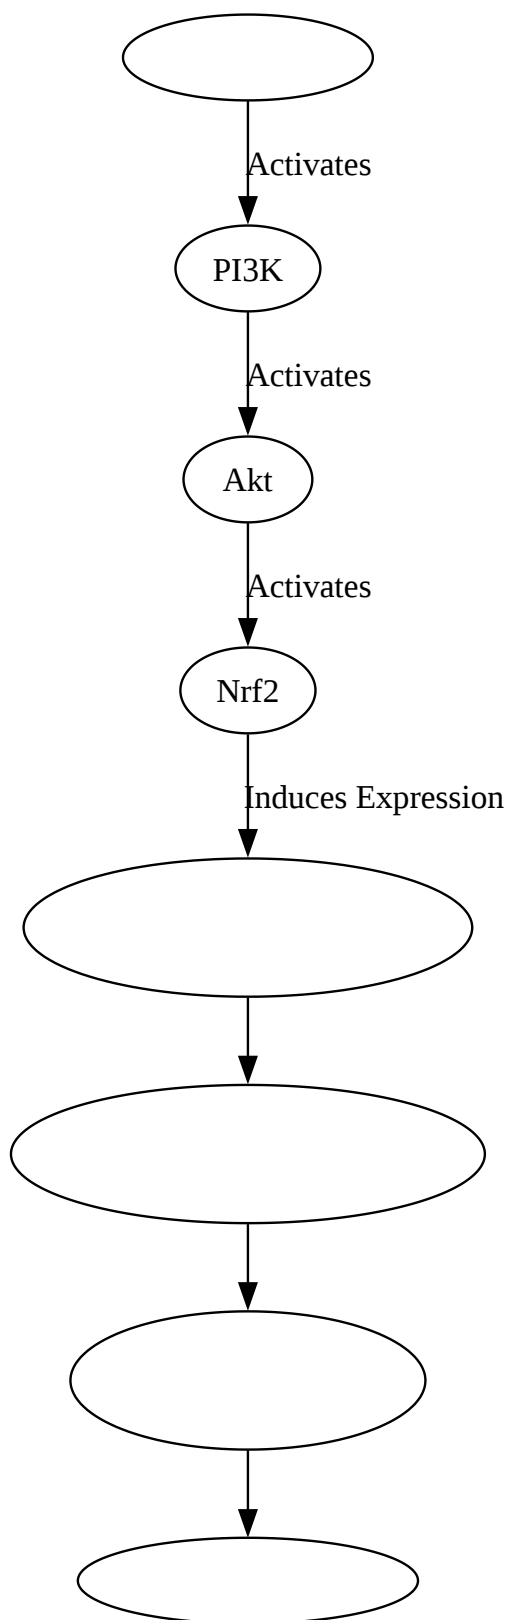 Activates
PI3K
Activates
Akt
Activates
Nrf2
Induces Expression